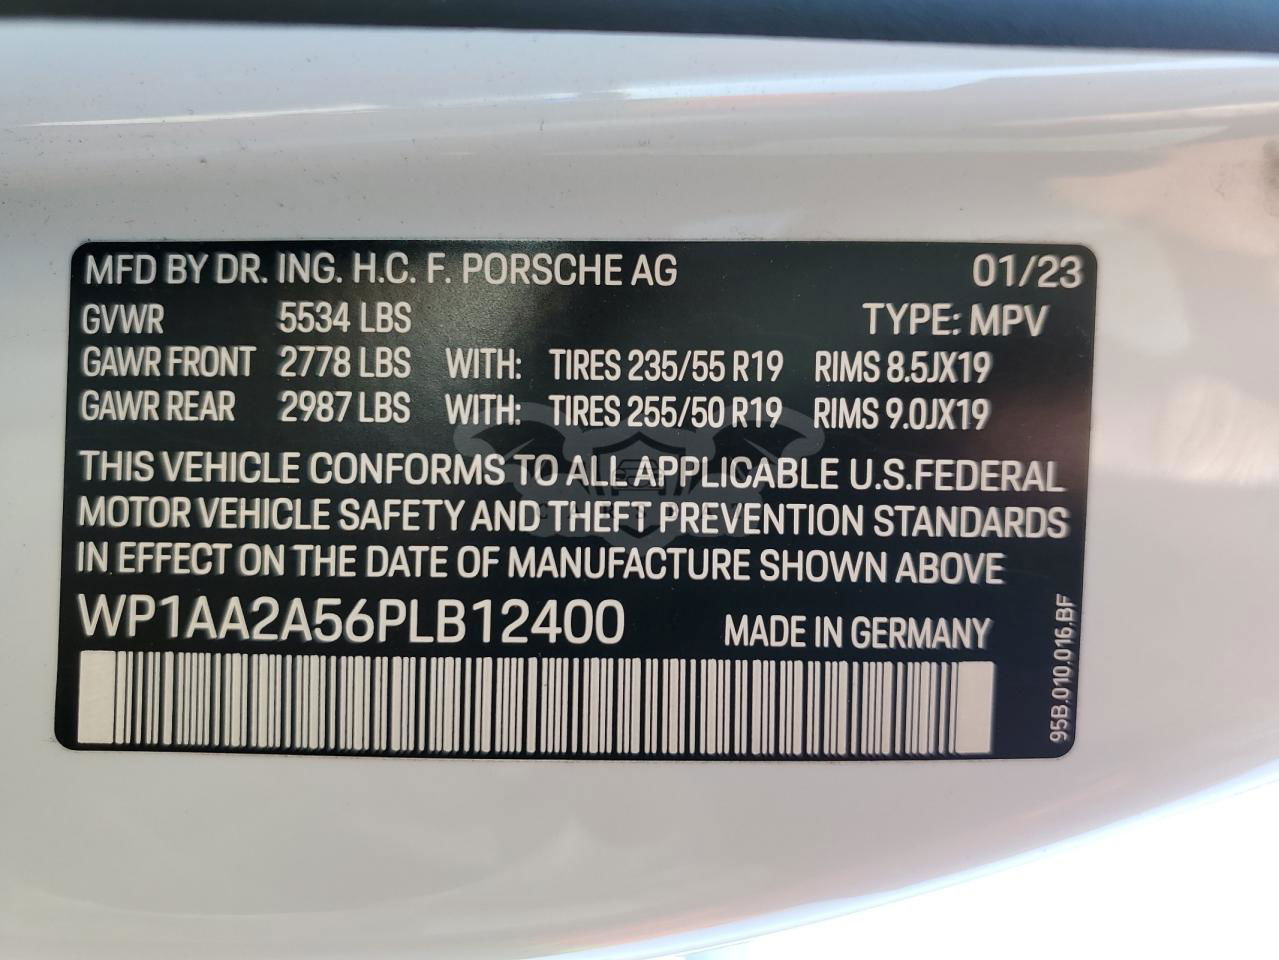 MFD BY DR. ING. H.C. F. PORSCHE AG 01/23
GVWR 5534 LBS TYPE: MPV
GAWR FRONT 2778 LBS WITH: TIRES 235/55 R19 RIMS 8.5JX19
GAWR REAR 2987 LBS WITH: TIRES 255/50 R19 RIMS 9.0JX19
THIS VEHICLE CONFORMS TO ALL APPLICABLE U.S.FEDERAL
MOTOR VEHICLE SAFETY AND THEFT PREVENTION STANDARDS
IN EFFECT ON THE DATE OF MANUFACTURE SHOWN ABOVE
WP1AA2A56PLB12400 MADE IN GERMANY
95B.010.016.BF